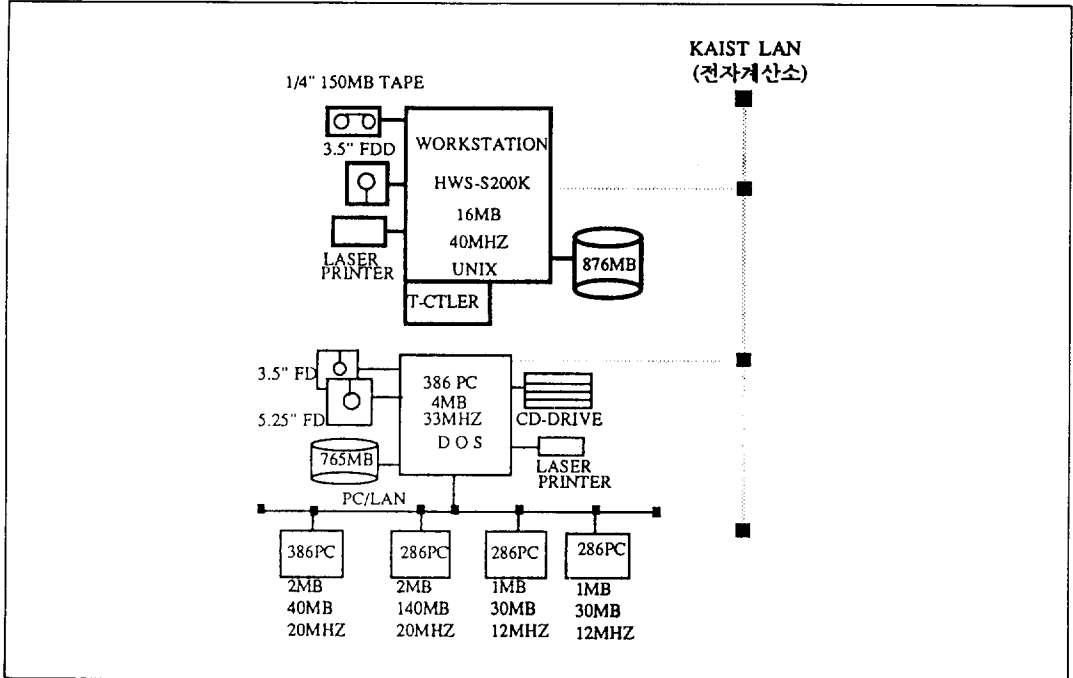 KAIST LAN
(전자계산소)
1/4" 150MB TAPE
3.5" FDD
LASER
PRINTER
WORKSTATION
HWS-S200K
16MB
40MHZ
UNIX
T-CTLER
876MB
3.5" FD
5.25" FD
765MB
386 PC
4MB
33MHZ
D O S
CD-DRIVE
LASER
PRINTER
PC/LAN
386PC
2MB
40MB
20MHZ
286PC
2MB
140MB
20MHZ
286PC
1MB
30MB
12MHZ
286PC
1MB
30MB
12MHZ